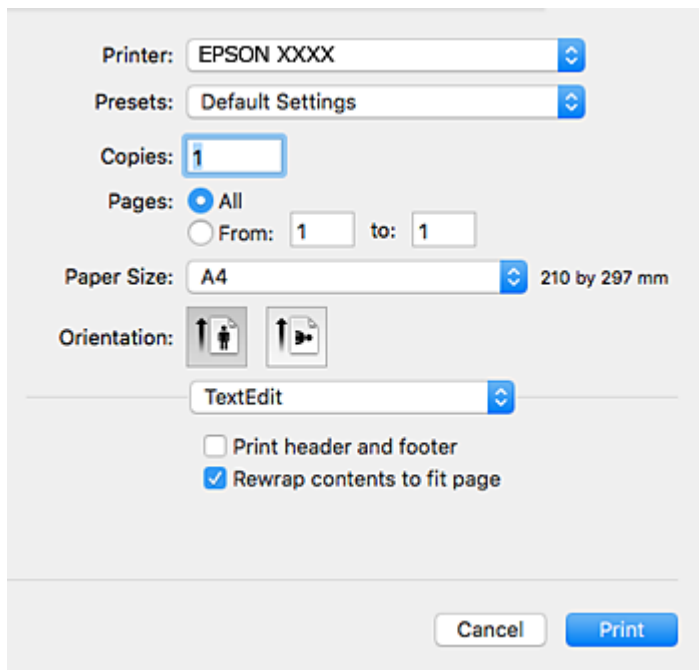 Printer: EPSON XXXX
Presets: Default Settings
Copies: 1
Pages: All
From: 1 to: 1
Paper Size: A4 210 by 297 mm
Orientation:
TextEdit
Print header and footer
Rewrap contents to fit page
Cancel Print